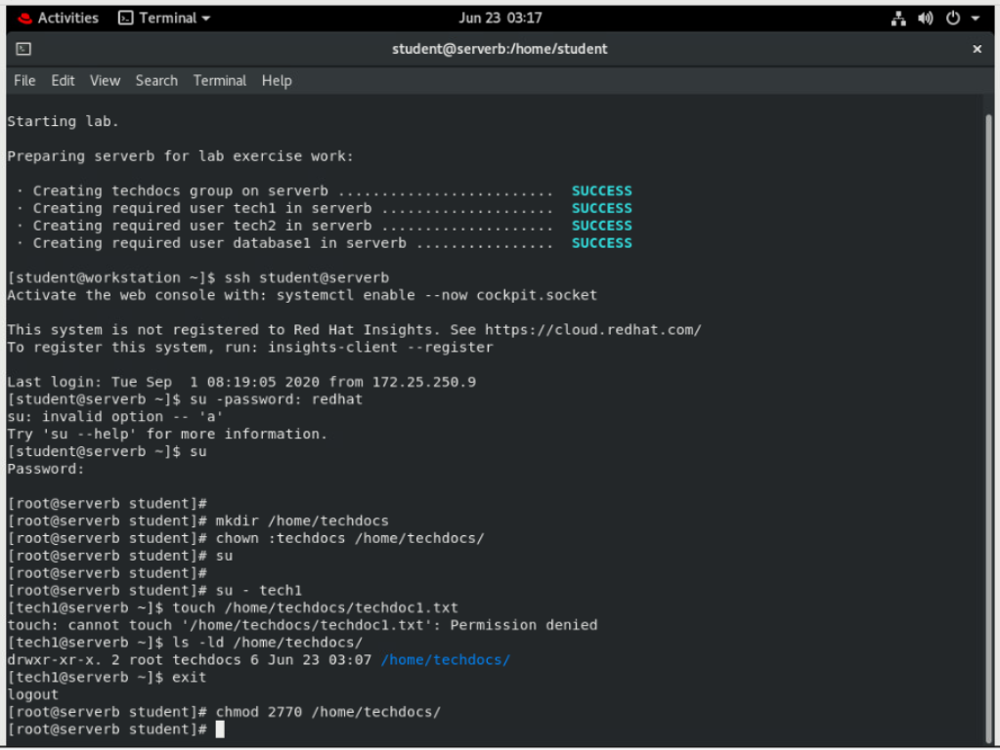 Activities Terminal Jun 23 03:17
student@serverb:/home/student
File Edit View Search Terminal Help
Starting lab.
Preparing serverb for lab exercise work:
· Creating techdocs group on serverb ......................... SUCCESS
· Creating required user tech1 in serverb .................... SUCCESS
· Creating required user tech2 in serverb .................... SUCCESS
· Creating required user database1 in serverb ................ SUCCESS
[student@workstation ~]$ ssh student@serverb
Activate the web console with: systemctl enable --now cockpit.socket
This system is not registered to Red Hat Insights. See https://cloud.redhat.com/
To register this system, run: insights-client --register
Last login: Tue Sep  1 08:19:05 2020 from 172.25.250.9
[student@serverb ~]$ su -password: redhat
su: invalid option -- 'a'
Try 'su --help' for more information.
[student@serverb ~]$ su
Password:
[root@serverb student]#
[root@serverb student]# mkdir /home/techdocs
[root@serverb student]# chown :techdocs /home/techdocs/
[root@serverb student]# su
[root@serverb student]#
[root@serverb student]# su - tech1
[tech1@serverb ~]$ touch /home/techdocs/techdoc1.txt
touch: cannot touch '/home/techdocs/techdoc1.txt': Permission denied
[tech1@serverb ~]$ ls -ld /home/techdocs/
drwxr-xr-x. 2 root techdocs 6 Jun 23 03:07 /home/techdocs/
[tech1@serverb ~]$ exit
logout
[root@serverb student]# chmod 2770 /home/techdocs/
[root@serverb student]#